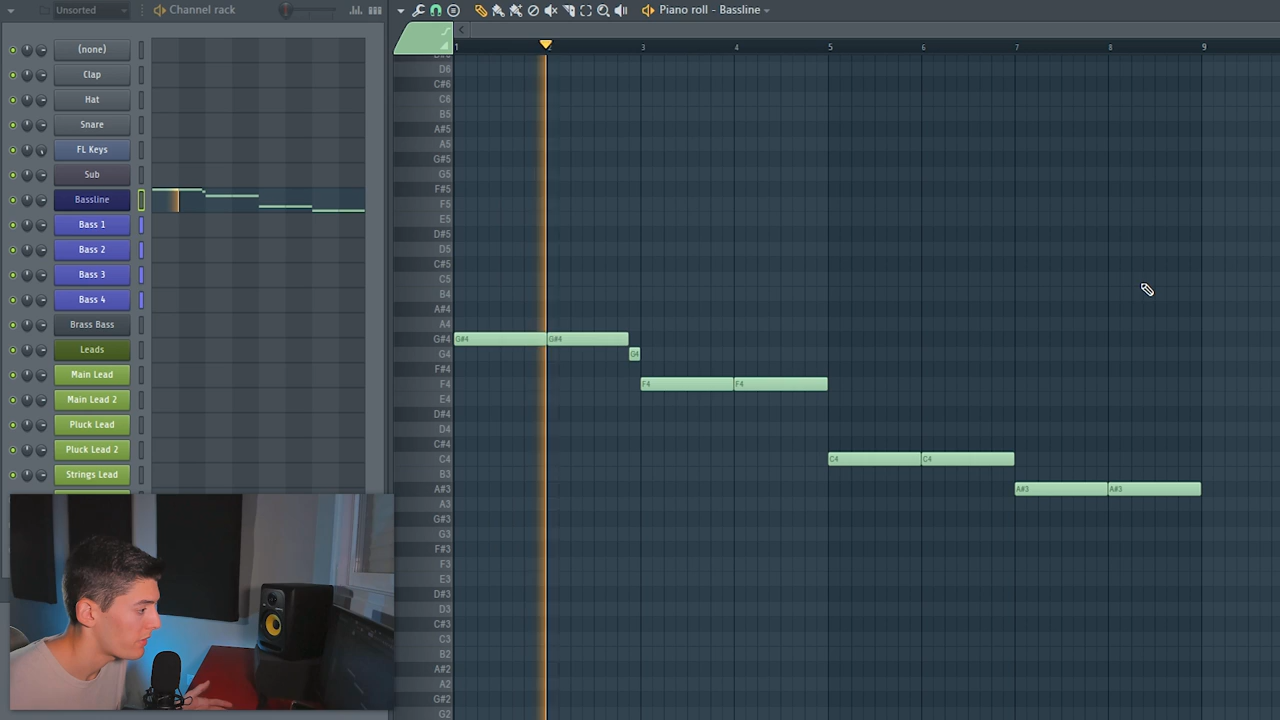 Unsorted
Channel rack
Piano roll - Bassline
1 2 3 4 5 6 7 8 9
(none)
Clap
Hat
Snare
FL Keys
Sub
Bassline
Bass 1
Bass 2
Bass 3
Bass 4
Brass Bass
Leads
Main Lead
Main Lead 2
Pluck Lead
Pluck Lead 2
Strings Lead
D6
C#6
C6
B5
A#5
A5
G#5
G5
F#5
F5
E5
D#5
D5
C#5
C5
B4
A#4
A4
G#4 G#4 G#4
G4 G4
F#4
F4 F4 F4
E4
D#4
D4
C#4
C4 C4 C4
B3
A#3 A#3 A#3
A3
G#3
G3
F#3
F3
E3
D#3
D3
C#3
C3
B2
A#2
A2
G#2
G2